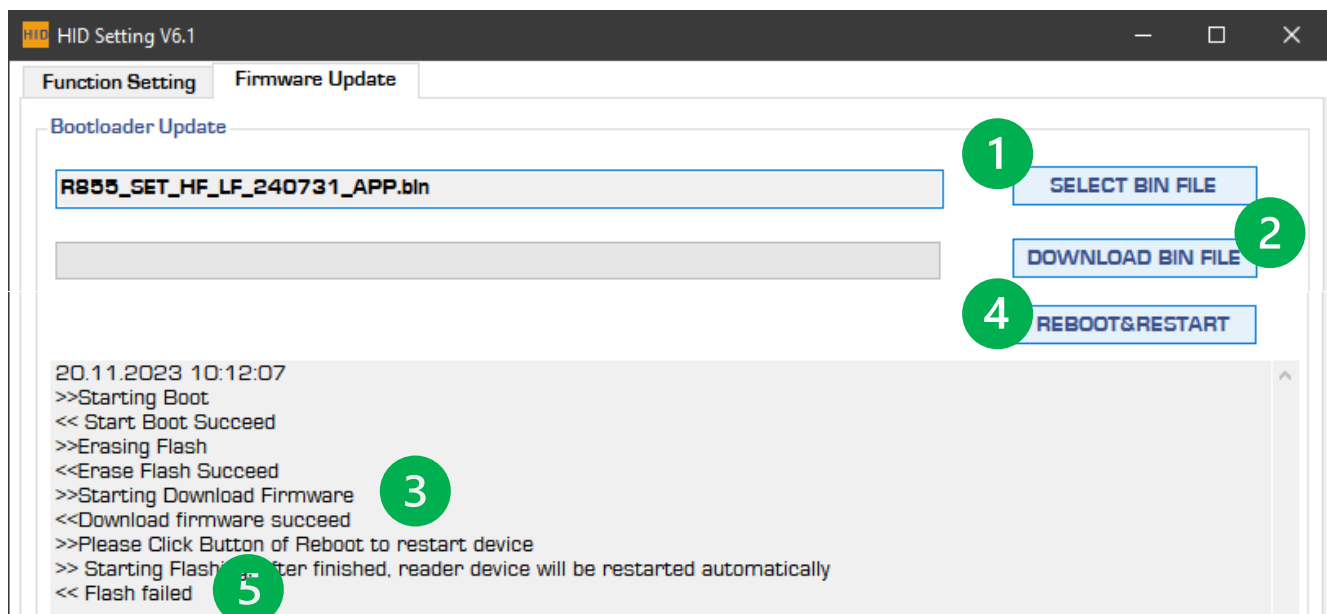 HID HID Setting V6.1
Function Setting Firmware Update
Bootloader Update
1
R855_SET_HF_LF_240731_APP.bin SELECT BIN FILE
2
DOWNLOAD BIN FILE
4
REBOOT&RESTART
20.11.2023 10:12:07
>>Starting Boot
<< Start Boot Succeed
>>Erasing Flash
<<Erase Flash Succeed
>>Starting Download Firmware
3
<<Download firmware succeed
>>Please Click Button of Reboot to restart device
>> Starting finished, reader device will be restarted automatically
<< Flash failed
5